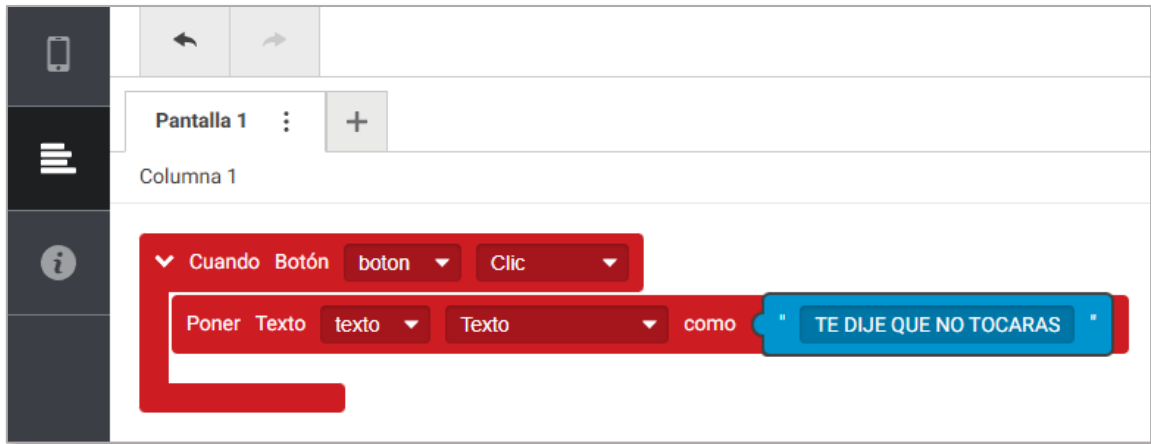 Pantalla 1
Columna 1
Cuando Botón boton Clic
Poner Texto texto Texto como " TE DIJE QUE NO TOCARAS "